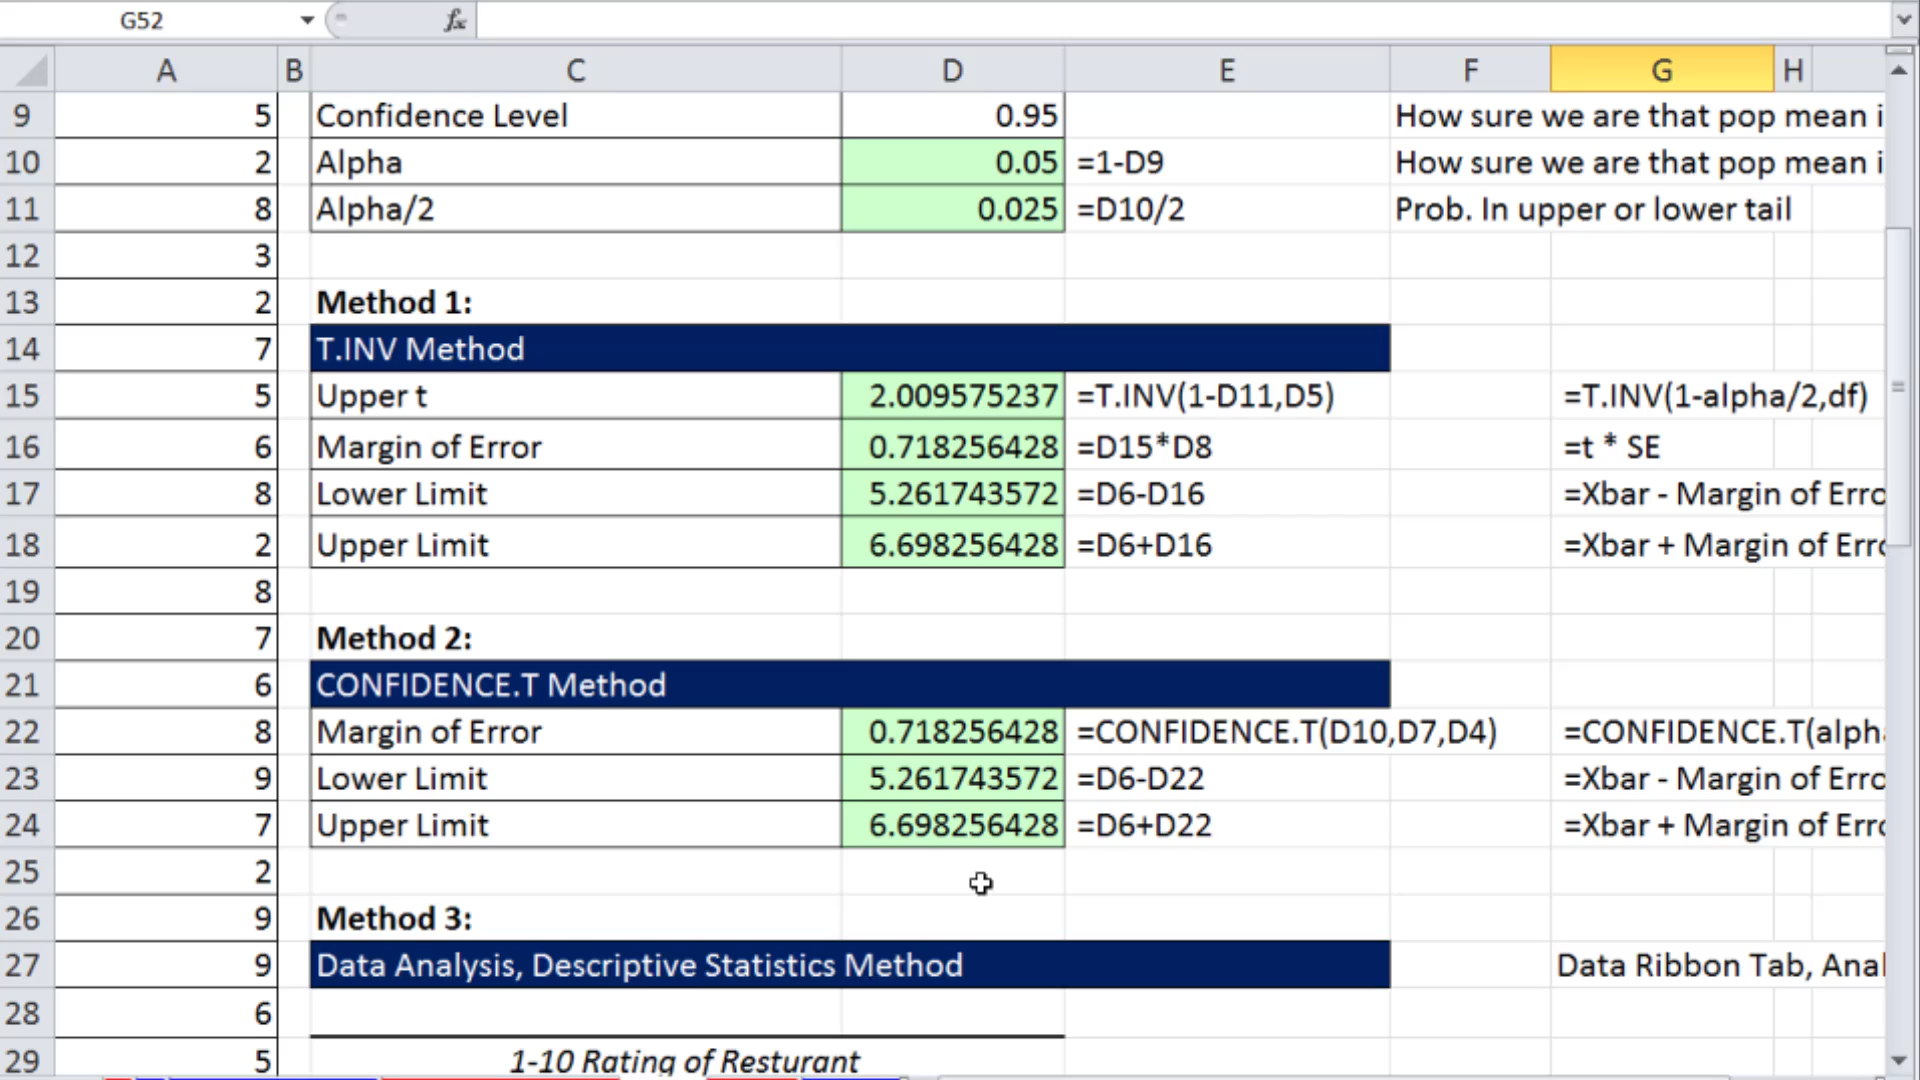 G52 fx
A B C D E F G H
9 5 Confidence Level 0.95 How sure we are that pop mean i
10 2 Alpha 0.05 =1-D9 How sure we are that pop mean i
11 8 Alpha/2 0.025 =D10/2 Prob. In upper or lower tail
12 3
13 2 Method 1:
14 7 T.INV Method
15 5 Upper t 2.009575237 =T.INV(1-D11,D5) =T.INV(1-alpha/2,df)
16 6 Margin of Error 0.718256428 =D15*D8 =t * SE
17 8 Lower Limit 5.261743572 =D6-D16 =Xbar - Margin of Erro
18 2 Upper Limit 6.698256428 =D6+D16 =Xbar + Margin of Erro
19 8
20 7 Method 2:
21 6 CONFIDENCE.T Method
22 8 Margin of Error 0.718256428 =CONFIDENCE.T(D10,D7,D4) =CONFIDENCE.T(alpha
23 9 Lower Limit 5.261743572 =D6-D22 =Xbar - Margin of Erro
24 7 Upper Limit 6.698256428 =D6+D22 =Xbar + Margin of Erro
25 2
26 9 Method 3:
27 9 Data Analysis, Descriptive Statistics Method Data Ribbon Tab, Anal
28 6
29 5 1-10 Rating of Resturant